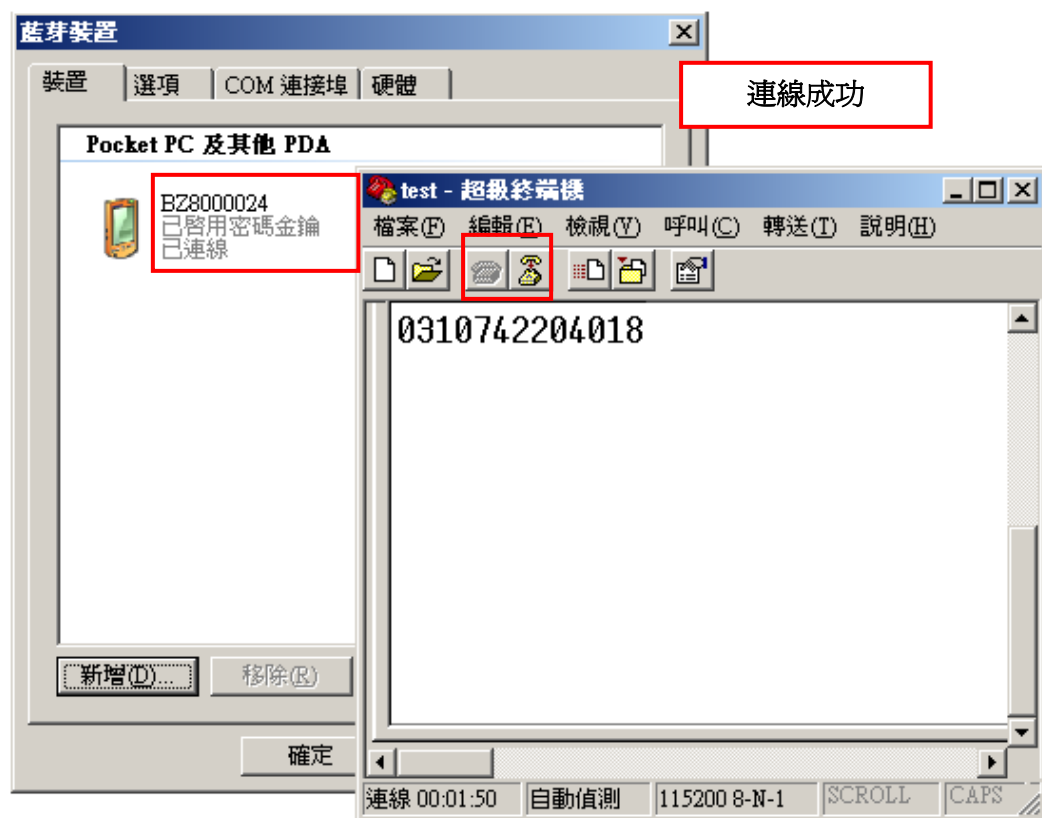 藍芽裝置
裝置
選項
COM 連接埠
硬體
連線成功
Pocket PC 及其他 PDA
BZ8000024
已啓用密碼金鑰
已連線
test - 超級終端機
檔案(F) 編輯(E) 檢視(V) 呼叫(C) 轉送(T) 說明(H)
0310742204018
新增(D)...
移除(R)
確定
連線 00:01:50
自動偵測
115200 8-N-1
SCROLL
CAPS